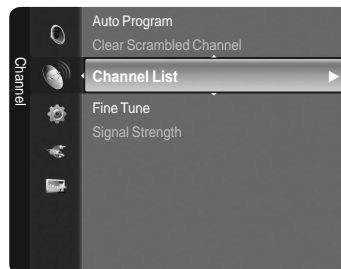 Channel
Auto Program
Clear Scrambled Channel
Channel List
Fine Tune
Signal Strength